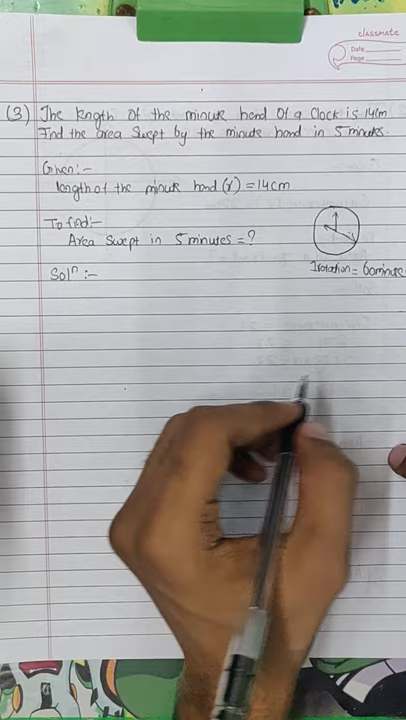 classmate
Date
Page
(3) The length of the minute hand of a clock is 14cm
Find the area swept by the minute hand in 5 minutes.
Given:-
length of the minute hand (r) = 14cm
To find:-
Area swept in 5 minutes = ?
1 rotation = 60 minute
Solⁿ :-